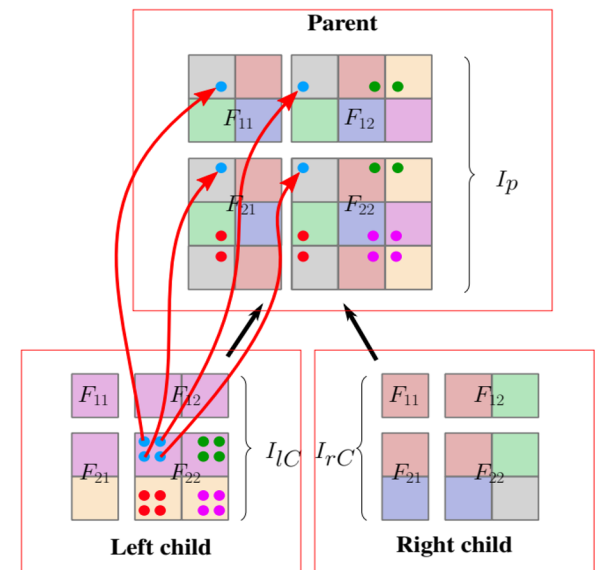 Parent
F11 F12
F21 F22
Ip
F11 F12
F21 F22
IlC
Left child
F11 F12
F21 F22
IrC
Right child